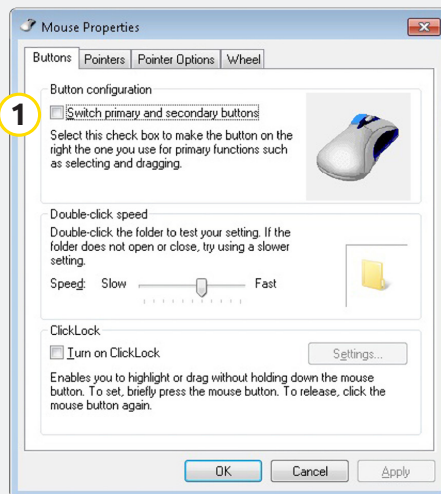 Mouse Properties
Buttons Pointers Pointer Options Wheel
Button configuration
1
Switch primary and secondary buttons
Select this check box to make the button on the
right the one you use for primary functions such
as selecting and dragging.
Double-click speed
Double-click the folder to test your setting. If the
folder does not open or close, try using a slower
setting.
Speed: Slow Fast
ClickLock
Turn on ClickLock
Settings...
Enables you to highlight or drag without holding down the mouse
button. To set, briefly press the mouse button. To release, click the
mouse button again.
OK Cancel Apply